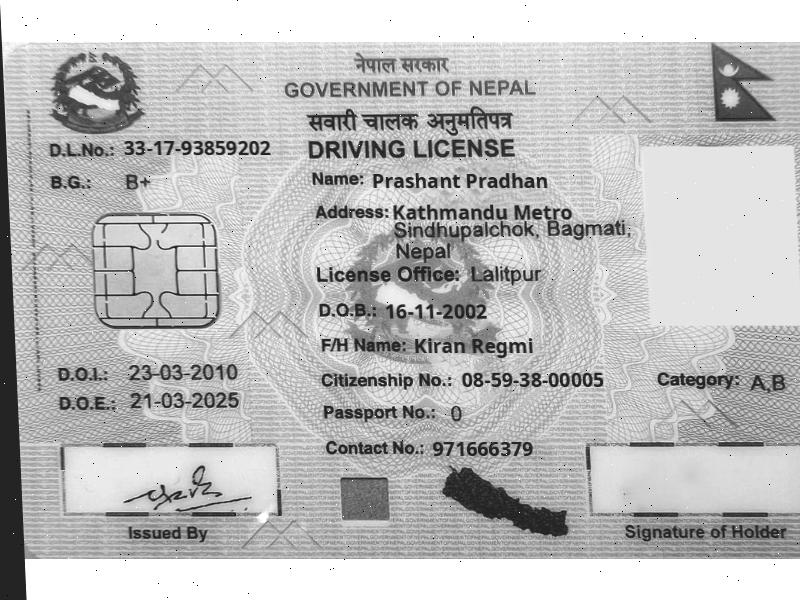 नेपाल सरकार
GOVERNMENT OF NEPAL
सवारी चालक अनुमतिपत्र
DRIVING LICENSE
D.L.No.: 33-17-93859202
B.G.: B+
Name: Prashant Pradhan
Address: Kathmandu Metro
Sindhupalchok, Bagmati,
Nepal
License Office: Lalitpur
D.O.B.: 16-11-2002
F/H Name: Kiran Regmi
D.O.I.: 23-03-2010
Citizenship No.: 08-59-38-00005
Category: A,B
D.O.E.: 21-03-2025
Passport No.: 0
Contact No.: 971666379
Issued By
Signature of Holder